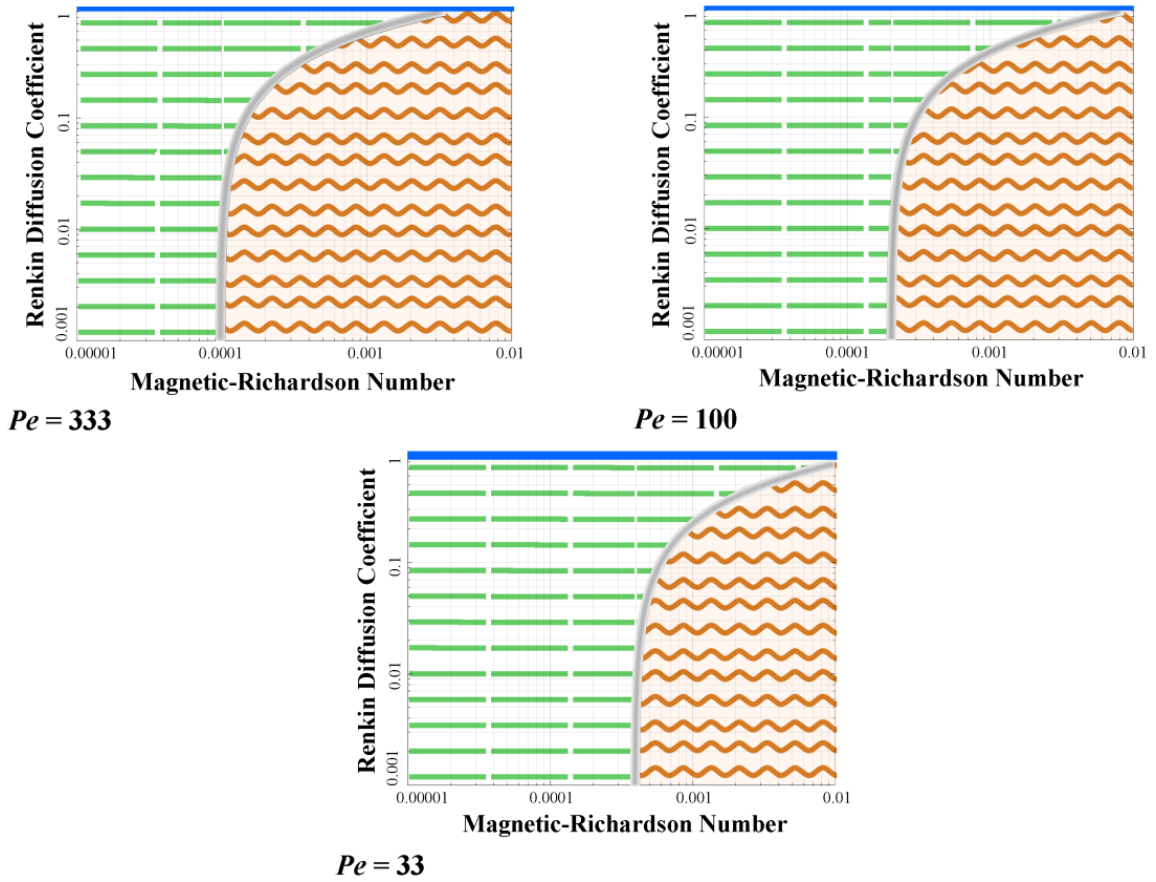 Renkin Diffusion Coefficient
1
0.1
0.01
0.001
0.00001 0.0001 0.001 0.01
Magnetic-Richardson Number
Pe = 333
Renkin Diffusion Coefficient
1
0.1
0.01
0.001
0.00001 0.0001 0.001 0.01
Magnetic-Richardson Number
Pe = 100
Renkin Diffusion Coefficient
1
0.1
0.01
0.001
0.00001 0.0001 0.001 0.01
Magnetic-Richardson Number
Pe = 33